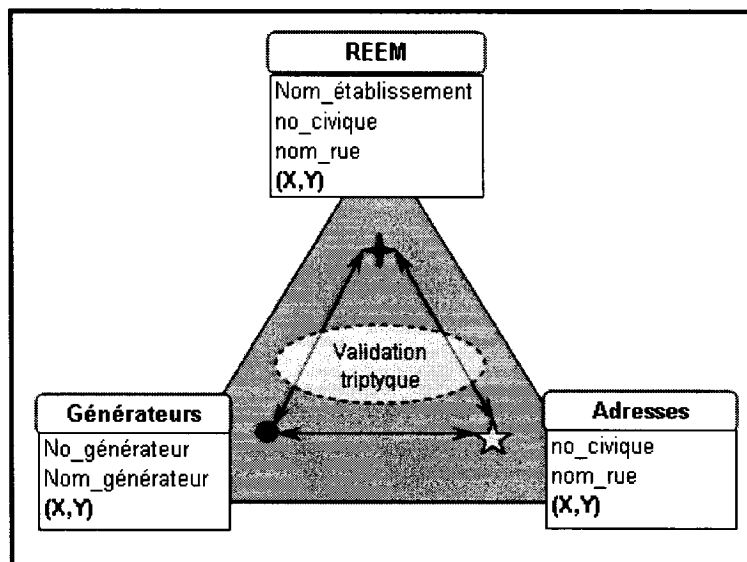 REEM
Nom_établissement
no_civique
nom_rue
(X,Y)
Validation
triptyque
Générateurs
No_générateur
Nom_générateur
(X,Y)
Adresses
no_civique
nom_rue
(X,Y)